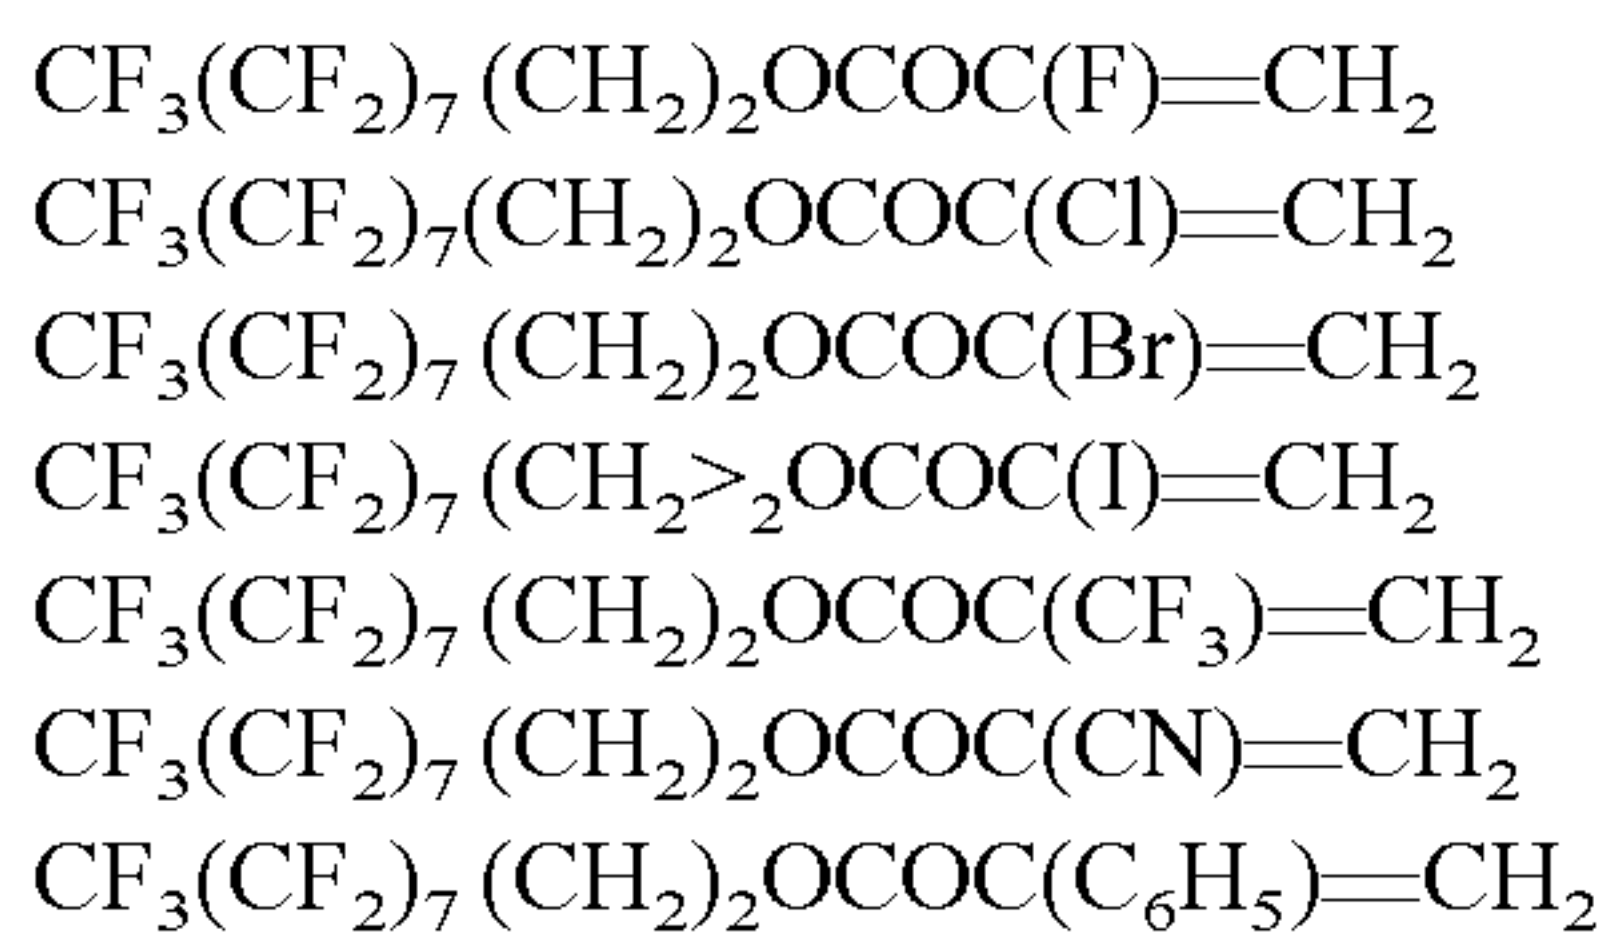 CF₃(CF₂)₇ (CH₂)₂OCOC(F)=CH₂
CF₃(CF₂)₇(CH₂)₂OCOC(Cl)=CH₂
CF₃(CF₂)₇ (CH₂)₂OCOC(Br)=CH₂
CF₃(CF₂)₇ (CH₂>₂OCOC(I)=CH₂
CF₃(CF₂)₇ (CH₂)₂OCOC(CF₃)=CH₂
CF₃(CF₂)₇ (CH₂)₂OCOC(CN)=CH₂
CF₃(CF₂)₇ (CH₂)₂OCOC(C₆H₅)=CH₂